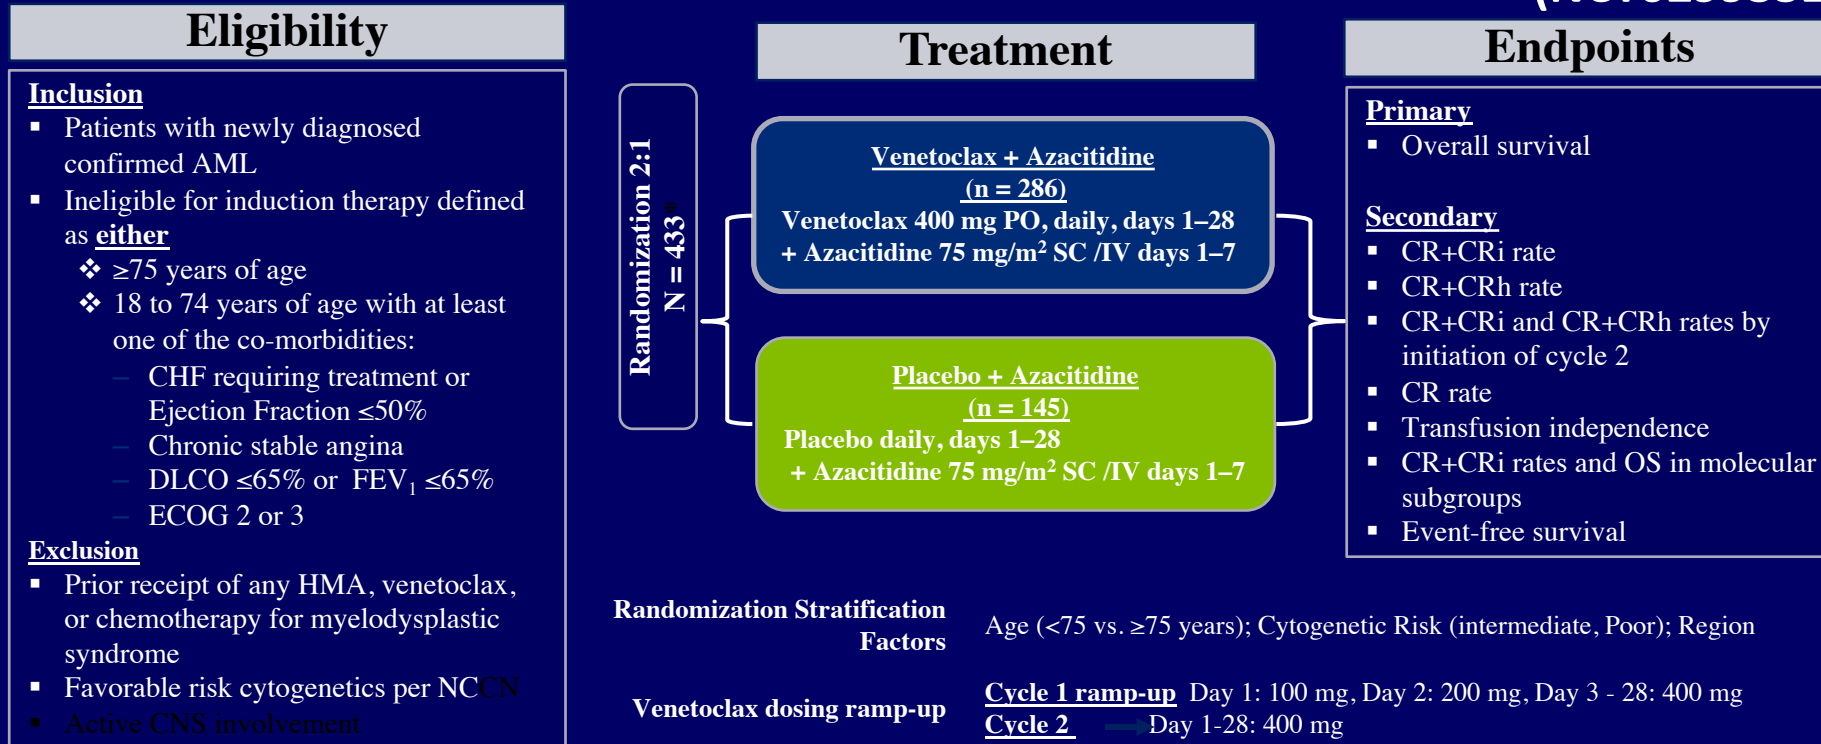 Eligibility
Inclusion
▪ Patients with newly diagnosed
confirmed AML
▪ Ineligible for induction therapy defined
as either
❖ ≥75 years of age
❖ 18 to 74 years of age with at least
one of the co-morbidities:
– CHF requiring treatment or
Ejection Fraction ≤50%
– Chronic stable angina
– DLCO ≤65% or FEV₁ ≤65%
– ECOG 2 or 3
Exclusion
▪ Prior receipt of any HMA, venetoclax,
or chemotherapy for myelodysplastic
syndrome
▪ Favorable risk cytogenetics per NCCN
▪ Active CNS involvement
Treatment
Randomization 2:1
N = 433*
Venetoclax + Azacitidine
(n = 286)
Venetoclax 400 mg PO, daily, days 1–28
+ Azacitidine 75 mg/m² SC /IV days 1–7
Placebo + Azacitidine
(n = 145)
Placebo daily, days 1–28
+ Azacitidine 75 mg/m² SC /IV days 1–7
Endpoints
Primary
▪ Overall survival
Secondary
▪ CR+CRi rate
▪ CR+CRh rate
▪ CR+CRi and CR+CRh rates by
initiation of cycle 2
▪ CR rate
▪ Transfusion independence
▪ CR+CRi rates and OS in molecular
subgroups
▪ Event-free survival
Randomization Stratification
Factors
Age (<75 vs. ≥75 years); Cytogenetic Risk (intermediate, Poor); Region
Venetoclax dosing ramp-up
Cycle 1 ramp-up Day 1: 100 mg, Day 2: 200 mg, Day 3 - 28: 400 mg
Cycle 2 Day 1-28: 400 mg